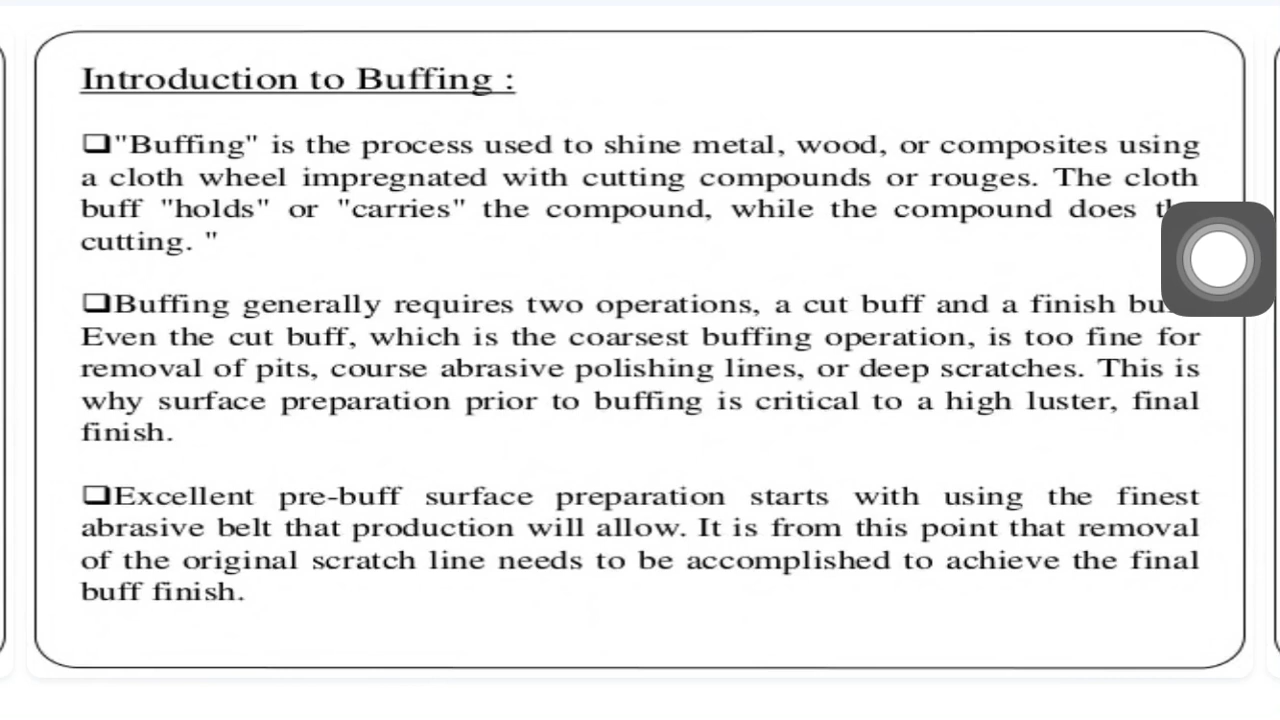 Introduction to Buffing :
❑"Buffing" is the process used to shine metal, wood, or composites using
a cloth wheel impregnated with cutting compounds or rouges. The cloth
buff "holds" or "carries" the compound, while the compound does
cutting. "
❑Buffing generally requires two operations, a cut buff and a finish
Even the cut buff, which is the coarsest buffing operation, is too fine for
removal of pits, course abrasive polishing lines, or deep scratches. This is
why surface preparation prior to buffing is critical to a high luster, final
finish.
❑Excellent pre-buff surface preparation starts with using the finest
abrasive belt that production will allow. It is from this point that removal
of the original scratch line needs to be accomplished to achieve the final
buff finish.